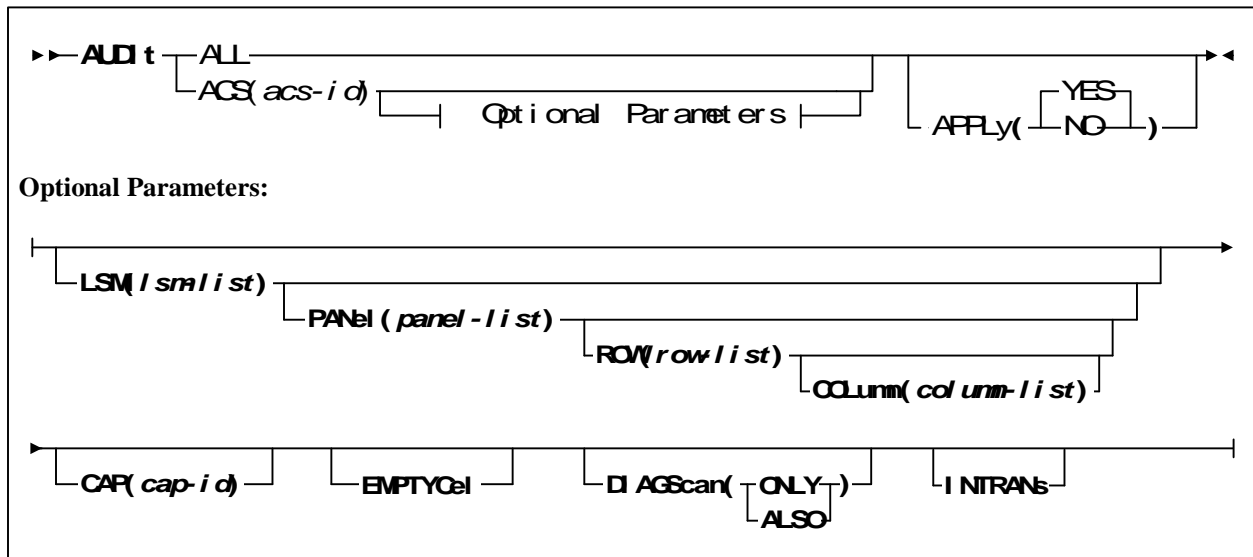 AUDIt ALL
ACS(acs-id) YES
Optional Parameters APPLy( NO )
Optional Parameters:
LSM(lsm-list)
PANel(panel-list)
ROW(row-list)
COLumn(column-list)
CAP(cap-id) EMPTYCel DIAGScan( ONLY ) INTRANs
ALSO